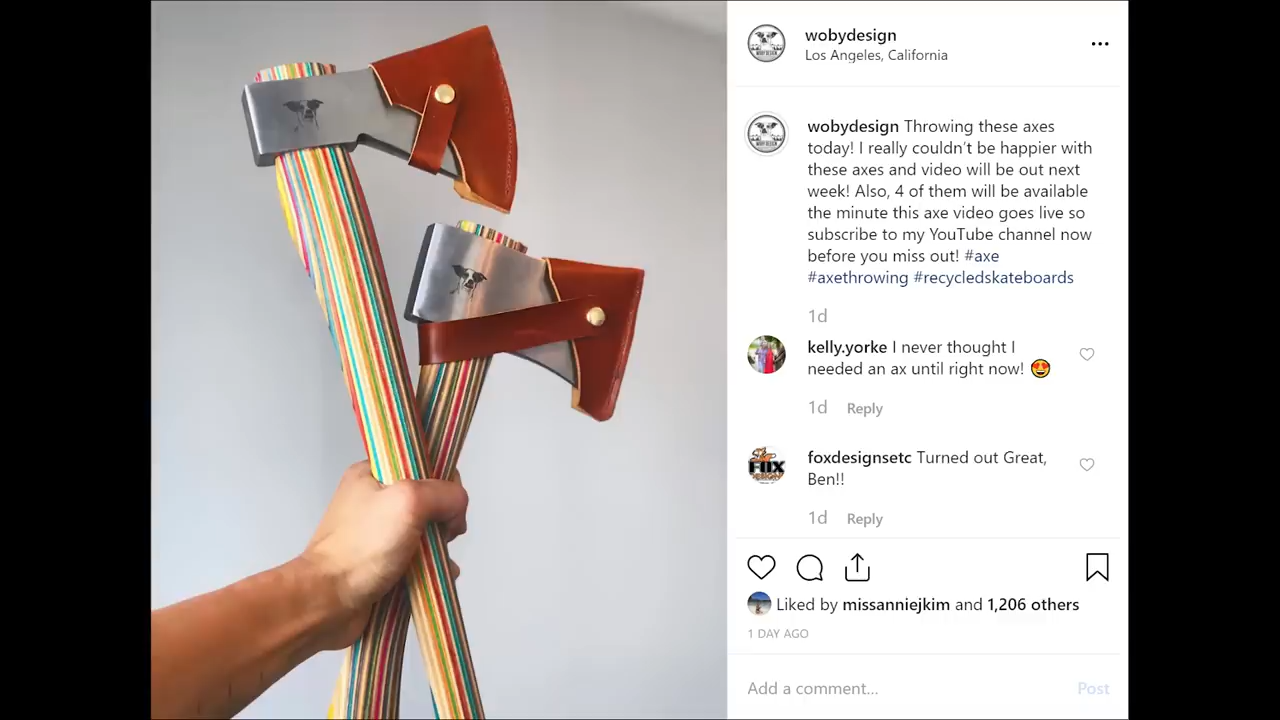 wobydesign
Los Angeles, California
wobydesign Throwing these axes
today! I really couldn't be happier with
these axes and video will be out next
week! Also, 4 of them will be available
the minute this axe video goes live so
subscribe to my YouTube channel now
before you miss out! #axe
#axethrowing #recycledskateboards
1d
kelly.yorke I never thought I
needed an ax until right now! 😍
1d Reply
FOX
foxdesignsetc Turned out Great,
Ben!!
1d Reply
Liked by missanniejkim and 1,206 others
1 DAY AGO
Add a comment... Post